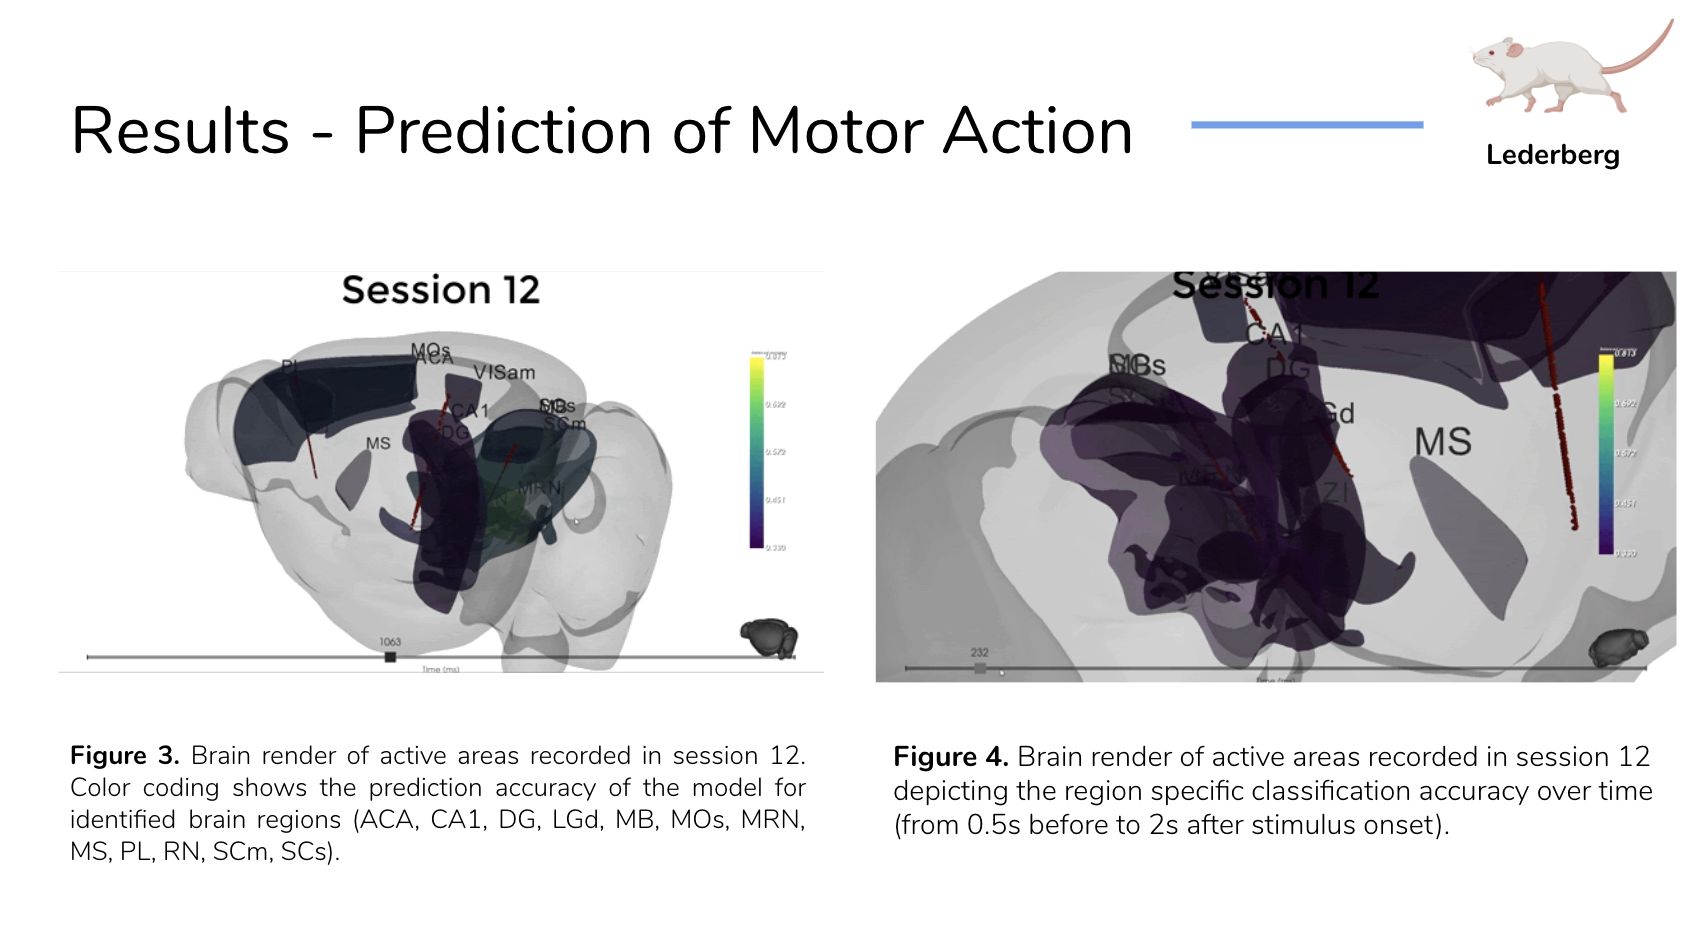 Results - Prediction of Motor Action
Lederberg
Session 12
MOs
ACA
PL
VISam
CA1
DG
MS
MB
SCs
SCm
MRN
0.813
0.692
0.572
0.451
0.330
1063
Time (ms)
Session 12
VISam
CA1
DG
MB
SCs
SCm
LGd
MS
MRN
ZI
0.813
0.692
0.572
0.451
0.330
232
Time (ms)
Figure 3. Brain render of active areas recorded in session 12.
Color coding shows the prediction accuracy of the model for
identified brain regions (ACA, CA1, DG, LGd, MB, MOs, MRN,
MS, PL, RN, SCm, SCs).
Figure 4. Brain render of active areas recorded in session 12
depicting the region specific classification accuracy over time
(from 0.5s before to 2s after stimulus onset).